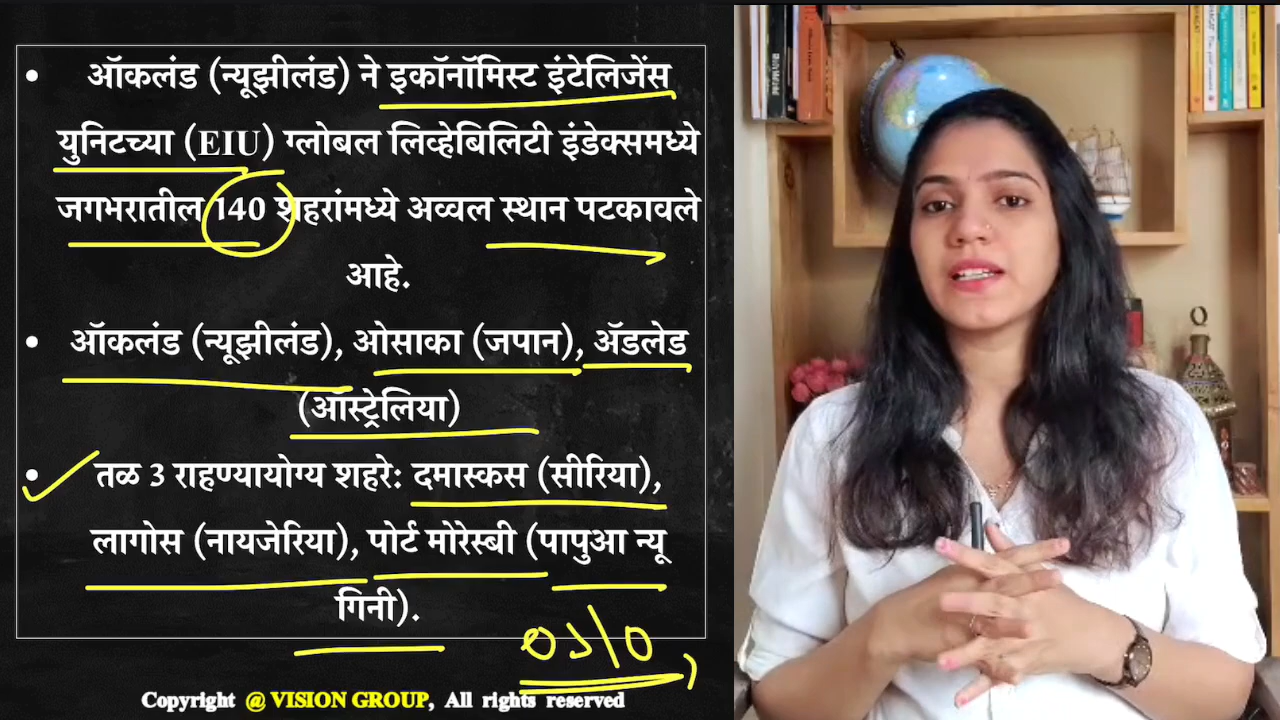 • ऑकलंड (न्यूझीलंड) ने इकॉनॉमिस्ट इंटेलिजेंस
युनिटच्या (EIU) ग्लोबल लिव्हेबिलिटी इंडेक्समध्ये
जगभरातील 140 शहरांमध्ये अव्वल स्थान पटकावले
आहे.
• ऑकलंड (न्यूझीलंड), ओसाका (जपान), ॲडलेड
(ऑस्ट्रेलिया)
• तळ 3 राहण्यायोग्य शहरे: दमास्कस (सीरिया),
लागोस (नायजेरिया), पोर्ट मोरेस्बी (पापुआ न्यू
गिनी).
Copyright @ VISION GROUP, All rights reserved